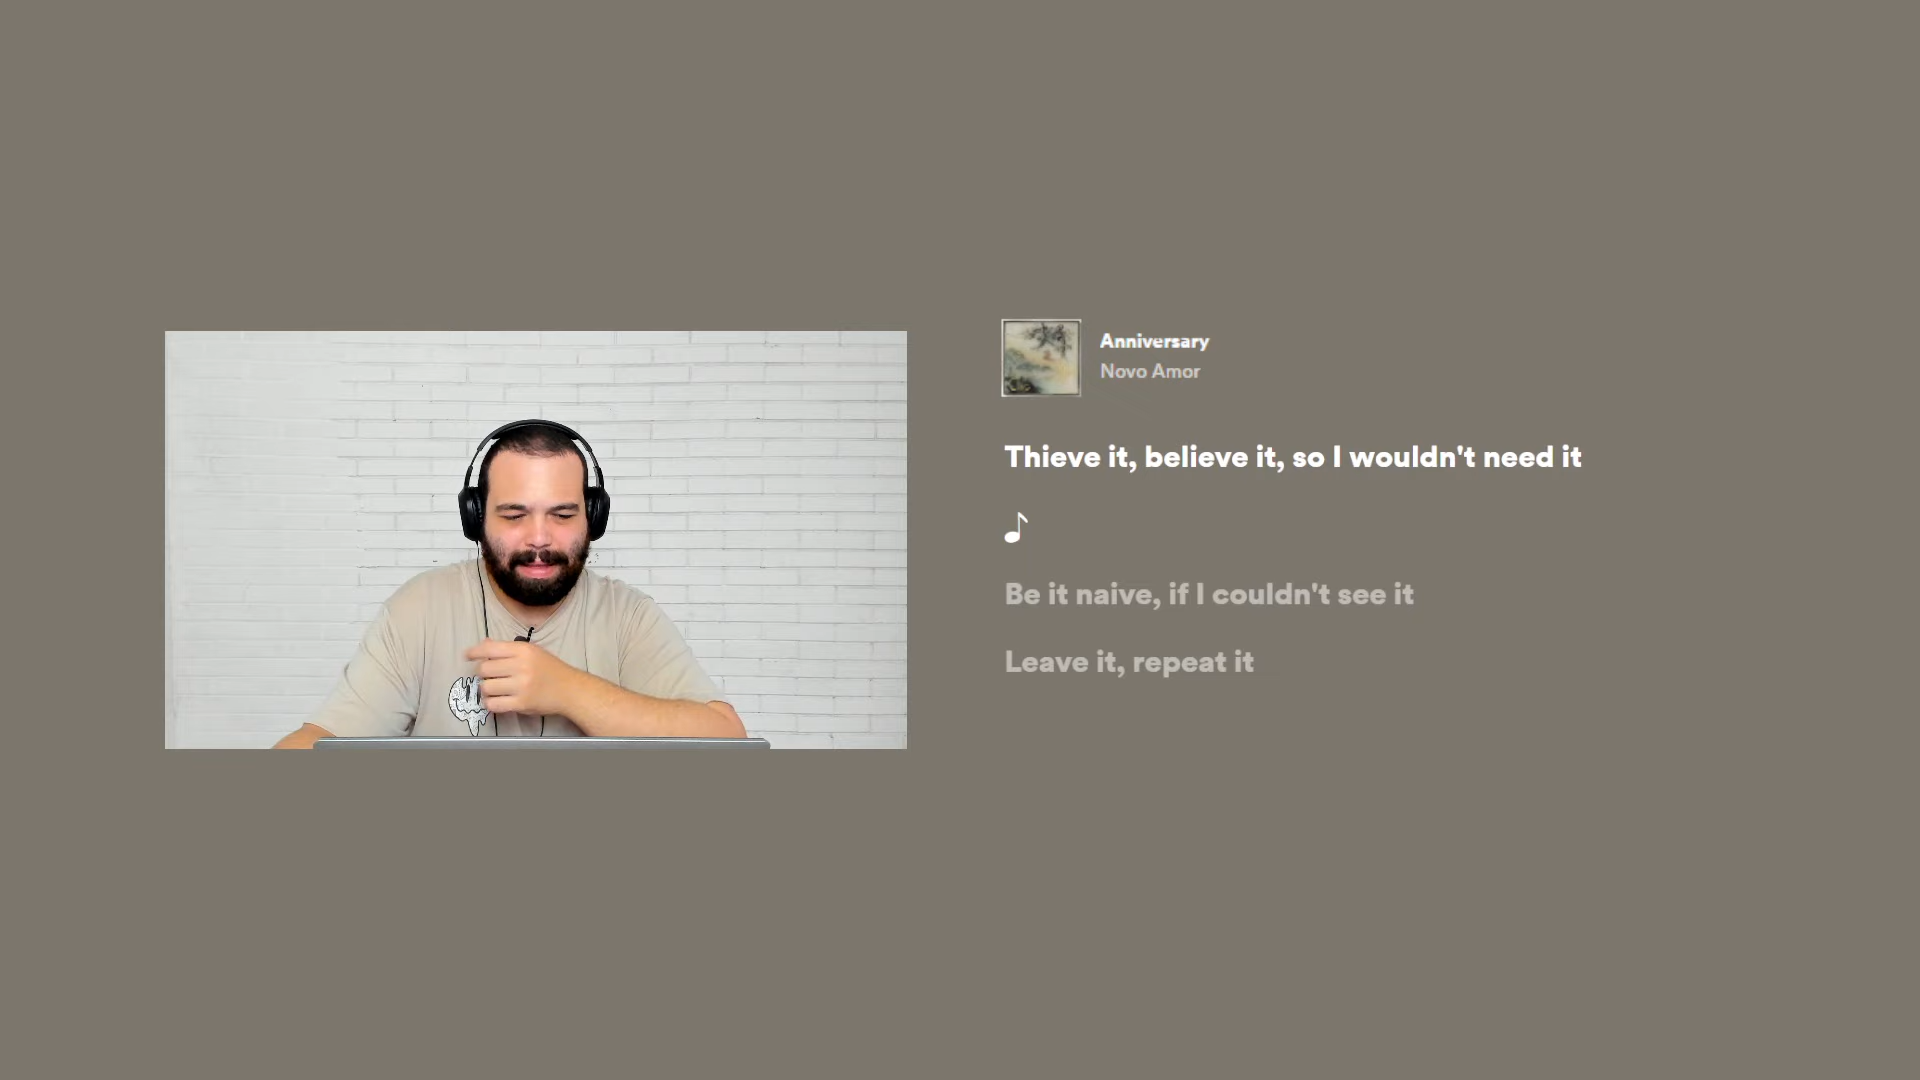 Anniversary
Novo Amor
Thieve it, believe it, so I wouldn't need it
♪
Be it naive, if I couldn't see it
Leave it, repeat it